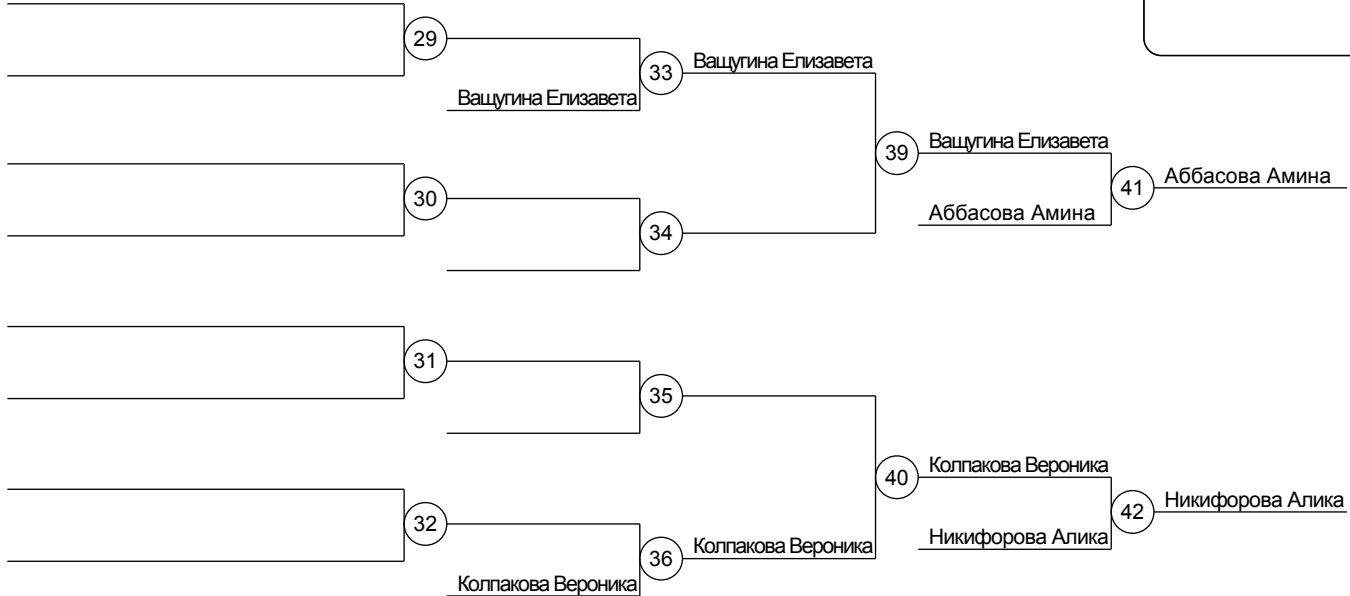 29
33
Ващугина Елизавета
Ващугина Елизавета
39
Ващугина Елизавета
41
Аббасова Амина
30
Аббасова Амина
34
31
35
40
Колпакова Вероника
42
Никифорова Алика
32
Никифорова Алика
36
Колпакова Вероника
Колпакова Вероника